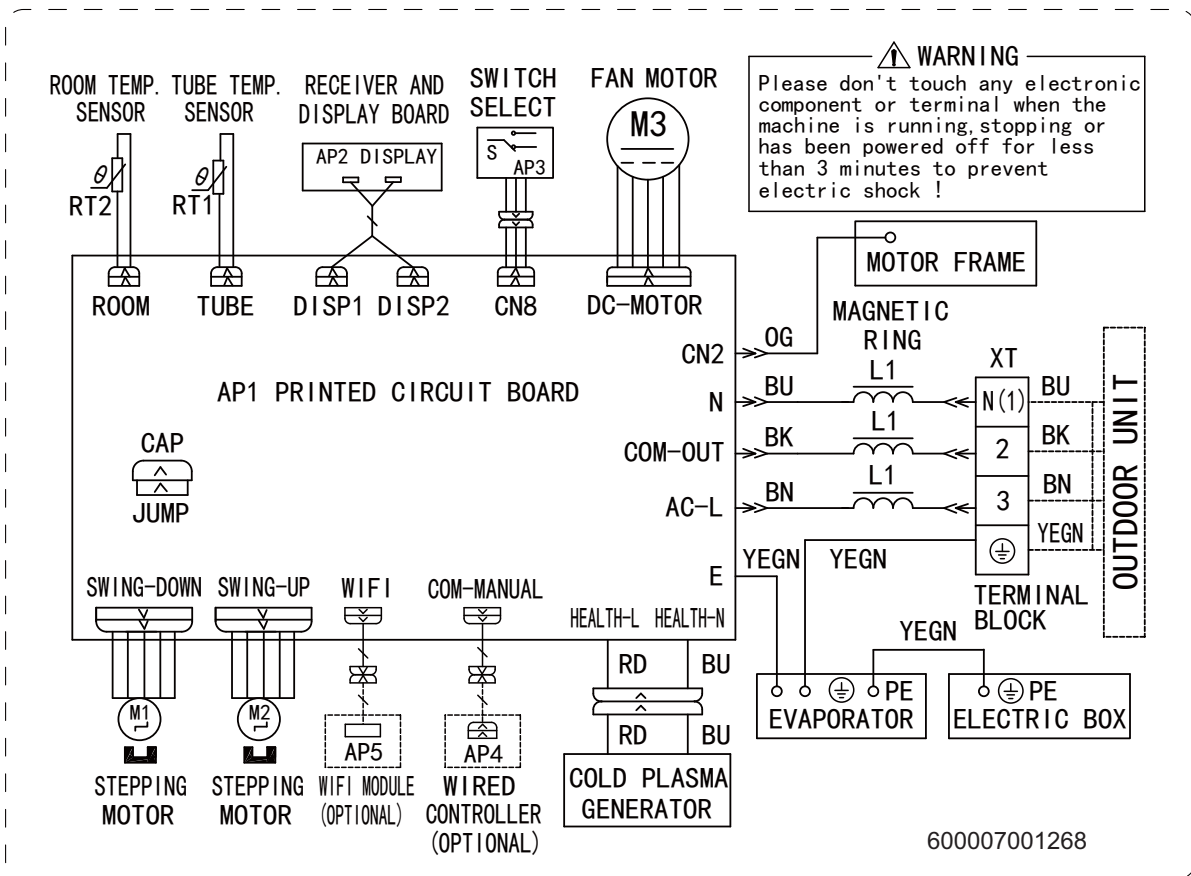 ROOM TEMP.
SENSOR
TUBE TEMP.
SENSOR
RECEIVER AND
DISPLAY BOARD
SWITCH
SELECT
FAN MOTOR
WARNING
Please don't touch any electronic
component or terminal when the
machine is running,stopping or
has been powered off for less
than 3 minutes to prevent
electric shock !
θ
RT2
θ
RT1
AP2 DISPLAY
S
AP3
M3
MOTOR FRAME
ROOM
TUBE
DISP1
DISP2
CN8
DC-MOTOR
MAGNETIC
RING
CN2
OG
XT
AP1 PRINTED CIRCUIT BOARD
N
BU
L1
N(1)
BU
COM-OUT
BK
L1
2
BK
AC-L
BN
L1
3
BN
YEGN
OUTDOOR UNIT
CAP
JUMP
E
YEGN
YEGN
TERMINAL
BLOCK
SWING-DOWN
SWING-UP
WIFI
COM-MANUAL
HEALTH-L
HEALTH-N
YEGN
RD
BU
PE
EVAPORATOR
PE
ELECTRIC BOX
M1
M2
AP5
AP4
RD
BU
STEPPING
MOTOR
STEPPING
MOTOR
WIFI MODULE
(OPTIONAL)
WIRED
CONTROLLER
(OPTIONAL)
COLD PLASMA
GENERATOR
600007001268